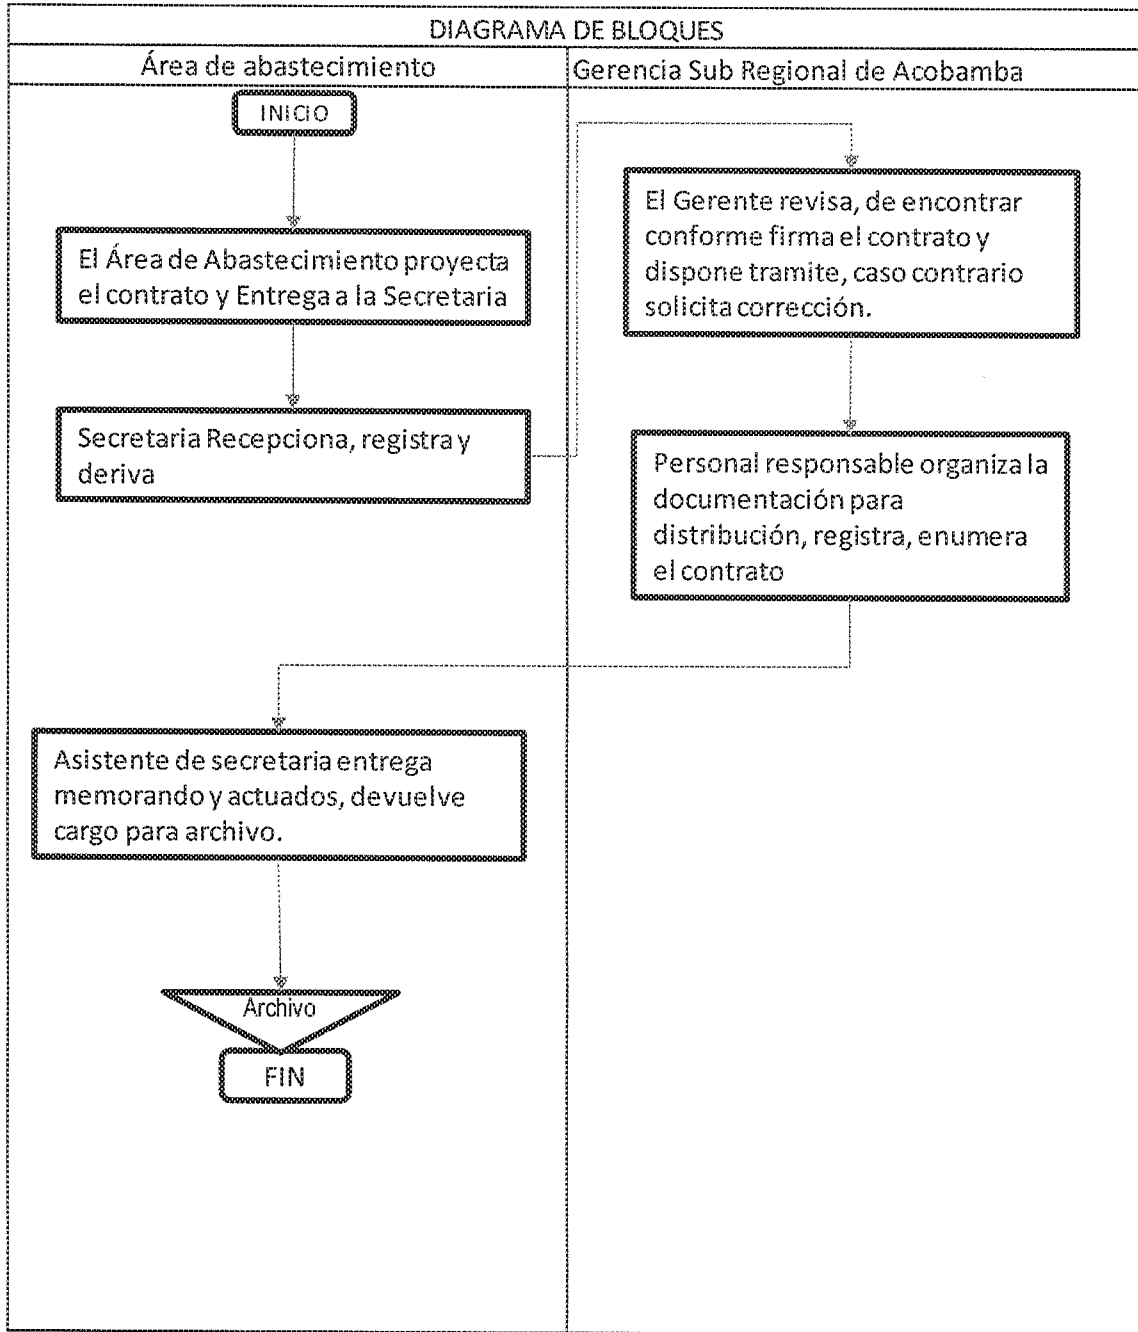 DIAGRAMA DE BLOQUES
Área de abastecimiento
Gerencia Sub Regional de Acobamba
INICIO
El Área de Abastecimiento proyecta
el contrato y Entrega a la Secretaria
Secretaria Recepciona, registra y
deriva
El Gerente revisa, de encontrar
conforme firma el contrato y
dispone tramite, caso contrario
solicita corrección.
Personal responsable organiza la
documentación para
distribución, registra, enumera
el contrato
Asistente de secretaria entrega
memorando y actuados, devuelve
cargo para archivo.
Archivo
FIN